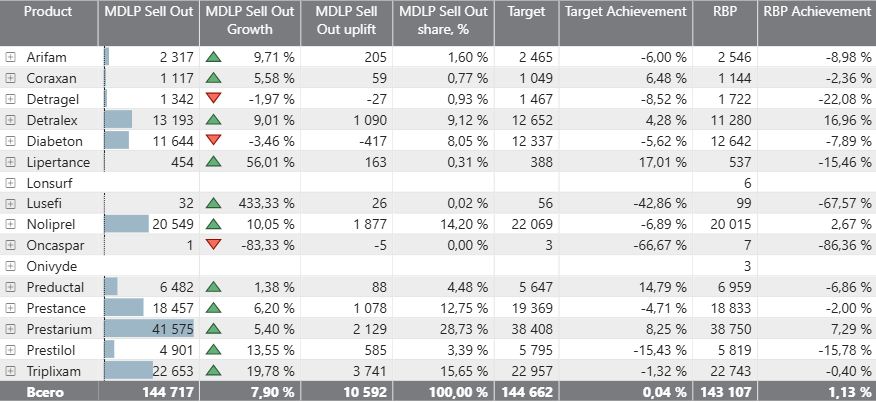 Product MDLP Sell Out MDLP Sell Out Growth MDLP Sell Out uplift MDLP Sell Out share, % Target Target Achievement RBP RBP Achievement
Arifam 2 317 9,71 % 205 1,60 % 2 465 -6,00 % 2 546 -8,98 %
Coraxan 1 117 5,58 % 59 0,77 % 1 049 6,48 % 1 144 -2,36 %
Detragel 1 342 -1,97 % -27 0,93 % 1 467 -8,52 % 1 722 -22,08 %
Detralex 13 193 9,01 % 1 090 9,12 % 12 652 4,28 % 11 280 16,96 %
Diabeton 11 644 -3,46 % -417 8,05 % 12 337 -5,62 % 12 642 -7,89 %
Lipertance 454 56,01 % 163 0,31 % 388 17,01 % 537 -15,46 %
Lonsurf 6
Lusefi 32 433,33 % 26 0,02 % 56 -42,86 % 99 -67,57 %
Noliprel 20 549 10,05 % 1 877 14,20 % 22 069 -6,89 % 20 015 2,67 %
Oncaspar 1 -83,33 % -5 0,00 % 3 -66,67 % 7 -86,36 %
Onivyde 3
Preductal 6 482 1,38 % 88 4,48 % 5 647 14,79 % 6 959 -6,86 %
Prestance 18 457 6,20 % 1 078 12,75 % 19 369 -4,71 % 18 833 -2,00 %
Prestarium 41 575 5,40 % 2 129 28,73 % 38 408 8,25 % 38 750 7,29 %
Prestilol 4 901 13,55 % 585 3,39 % 5 795 -15,43 % 5 819 -15,78 %
Triplixam 22 653 19,78 % 3 741 15,65 % 22 957 -1,32 % 22 743 -0,40 %
Всего 144 717 7,90 % 10 592 100,00 % 144 662 0,04 % 143 107 1,13 %